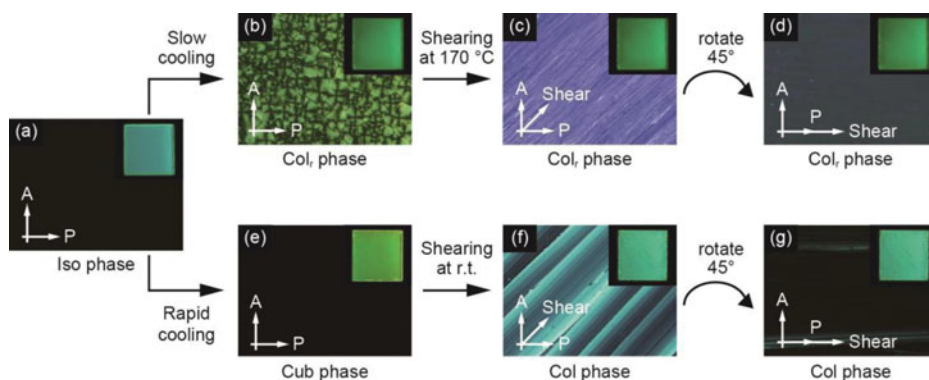 (a)
A
P
Iso phase
Slow
cooling
Rapid
cooling
(b)
A
P
Colᵣ phase
Shearing
at 170 °C
(c)
A
Shear
P
Colᵣ phase
rotate
45°
(d)
A
P
Shear
Colᵣ phase
(e)
A
P
Cub phase
Shearing
at r.t.
(f)
A
Shear
P
Col phase
rotate
45°
(g)
A
P
Shear
Col phase